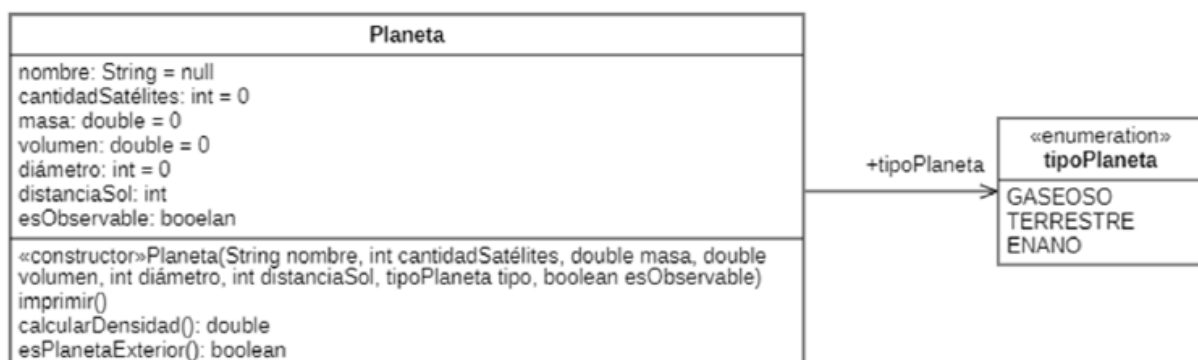 Planeta
nombre: String = null
cantidadSatélites: int = 0
masa: double = 0
volumen: double = 0
diámetro: int = 0
distanciaSol: int
esObservable: booelan
«constructor»Planeta(String nombre, int cantidadSatélites, double masa, double
volumen, int diámetro, int distanciaSol, tipoPlaneta tipo, boolean esObservable)
imprimir()
calcularDensidad(): double
esPlanetaExterior(): boolean
+tipoPlaneta
«enumeration»
tipoPlaneta
GASEOSO
TERRESTRE
ENANO